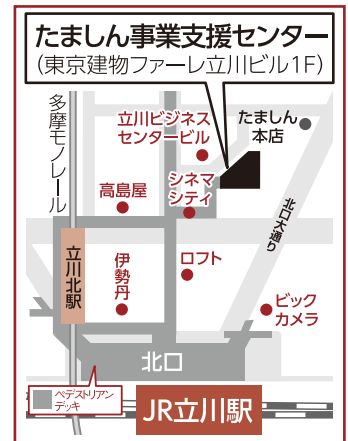 たましん事業支援センター
(東京建物ファーレ立川ビル1F)
多摩モノレール
立川ビジネス
センタービル
たましん
本店
シネマ
シティ
高島屋
北口大通り
立川北駅
伊勢丹
ロフト
ビック
カメラ
北口
ペデストリアン
デッキ
JR立川駅